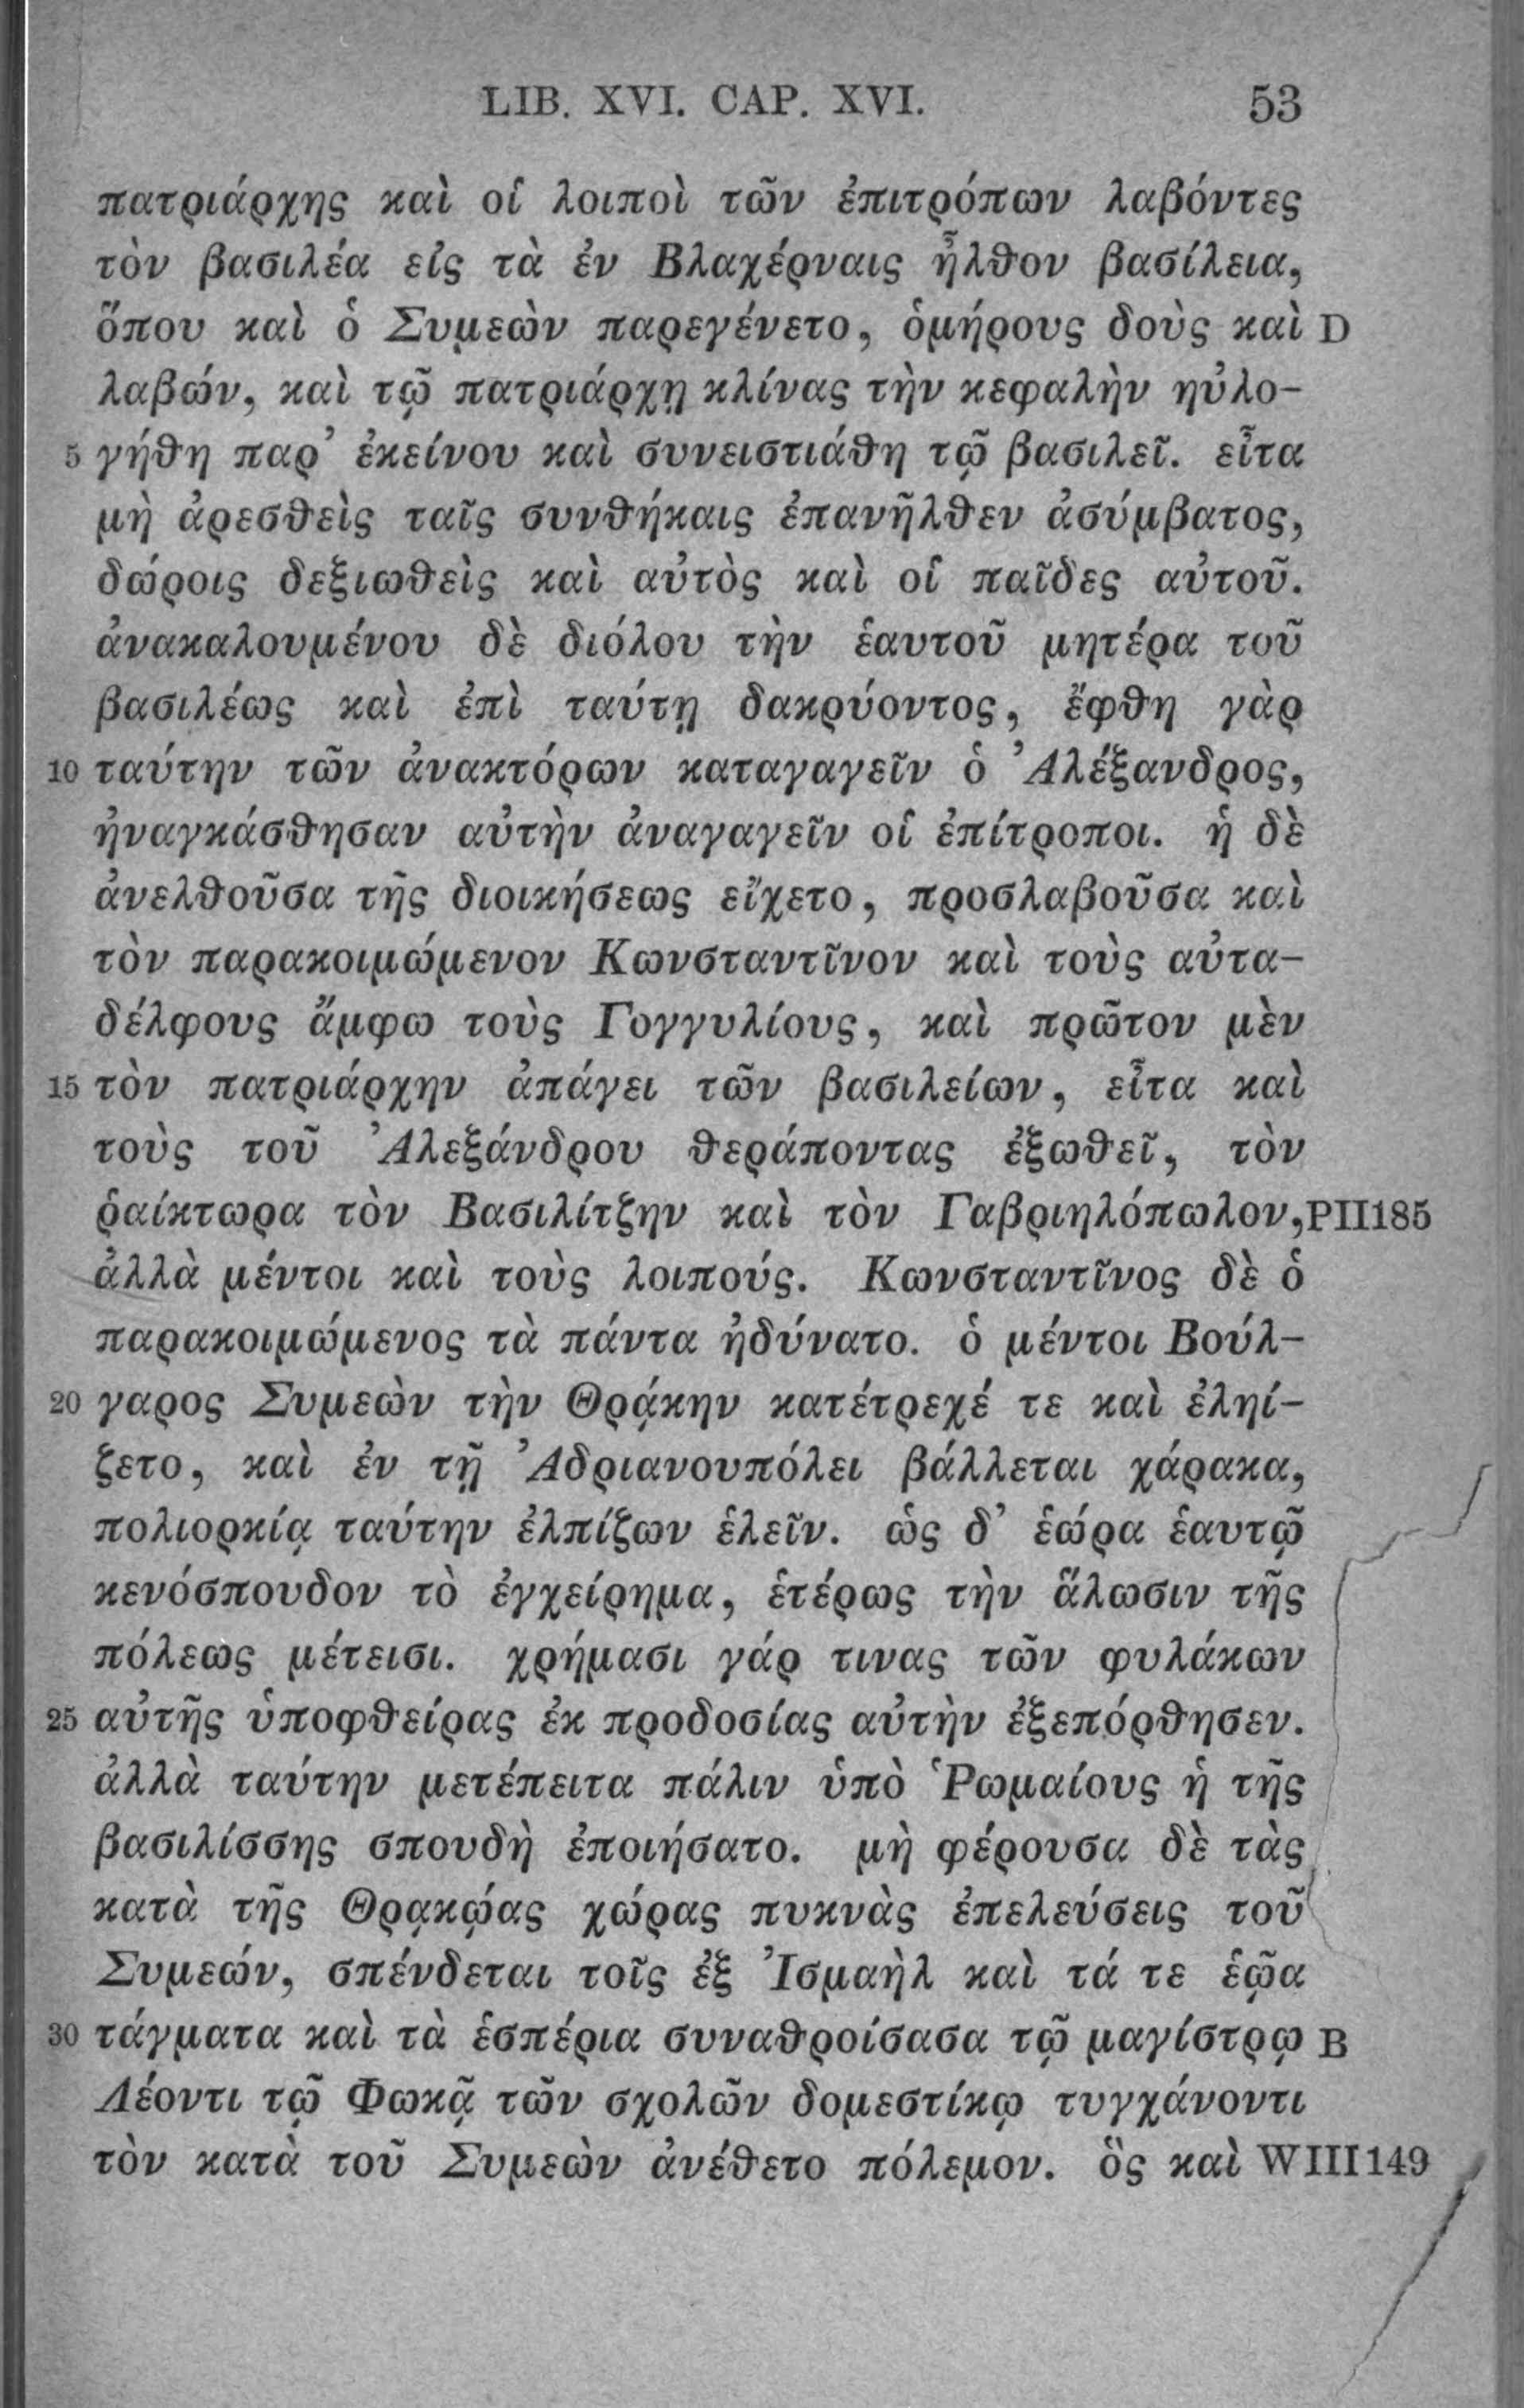 LIB. XVI. CAP. XVI. 53
πατριάρχης καὶ οἱ λοιποὶ τῶν ἐπιτρόπων λαβόντες
τὸν βασιλέα εἰς τὰ ἐν Βλαχέρναις ἦλθον βασίλεια,
ὅπου καὶ ὁ Συμεὼν παρεγένετο, ὁμήρους δοὺς καὶ D
λαβών, καὶ τῷ πατριάρχῃ κλίνας τὴν κεφαλὴν ηὐλο-
5 γήθη παρ’ ἐκείνου καὶ συνειστιάθη τῷ βασιλεῖ. εἶτα
μὴ ἀρεσθεὶς ταῖς συνθήκαις ἐπανῆλθεν ἀσύμβατος,
δώροις δεξιωθεὶς καὶ αὐτὸς καὶ οἱ παῖδες αὐτοῦ.
ἀνακαλουμένου δὲ διόλου τὴν ἑαυτοῦ μητέρα τοῦ
βασιλέως καὶ ἐπὶ ταύτῃ δακρύοντος, ἔφθη γὰρ
10 ταύτην τῶν ἀνακτόρων καταγαγεῖν ὁ Ἀλέξανδρος,
ἠναγκάσθησαν αὐτὴν ἀναγαγεῖν οἱ ἐπίτροποι. ἡ δὲ
ἀνελθοῦσα τῆς διοικήσεως εἴχετο, προσλαβοῦσα καὶ
τὸν παρακοιμώμενον Κωνσταντῖνον καὶ τοὺς αὐτα-
δέλφους ἄμφω τοὺς Γογγυλίους, καὶ πρῶτον μὲν
15 τὸν πατριάρχην ἀπάγει τῶν βασιλείων, εἶτα καὶ
τοὺς τοῦ Ἀλεξάνδρου θεράποντας ἐξωθεῖ, τὸν
ῥαίκτωρα τὸν Βασιλίτζην καὶ τὸν Γαβριηλόπωλον, PII185
ἀλλὰ μέντοι καὶ τοὺς λοιπούς. Κωνσταντῖνος δὲ ὁ
παρακοιμώμενος τὰ πάντα ἠδύνατο. ὁ μέντοι Βούλ-
20 γαρος Συμεὼν τὴν Θρᾴκην κατέτρεχέ τε καὶ ἐληί-
ζετο, καὶ ἐν τῇ Ἀδριανουπόλει βάλλεται χάρακα,
πολιορκίᾳ ταύτην ἐλπίζων ἑλεῖν. ὡς δ’ ἑώρα ἑαυτῷ
κενόσπουδον τὸ ἐγχείρημα, ἑτέρως τὴν ἅλωσιν τῆς
πόλεως μέτεισι. χρήμασι γάρ τινας τῶν φυλάκων
25 αὐτῆς ὑποφθείρας ἐκ προδοσίας αὐτὴν ἐξεπόρθησεν.
ἀλλὰ ταύτην μετέπειτα πάλιν ὑπὸ Ῥωμαίους ἡ τῆς
βασιλίσσης σπουδὴ ἐποιήσατο. μὴ φέρουσα δὲ τὰς
κατὰ τῆς Θρᾳκῴας χώρας πυκνὰς ἐπελεύσεις τοῦ
Συμεών, σπένδεται τοῖς ἐξ Ἰσμαὴλ καὶ τά τε ἑῷα
30 τάγματα καὶ τὰ ἑσπέρια συναθροίσασα τῷ μαγίστρῳ B
Λέοντι τῷ Φωκᾷ τῶν σχολῶν δομεστίκῳ τυγχάνοντι
τὸν κατὰ τοῦ Συμεὼν ἀνέθετο πόλεμον. ὃς καὶ WIII149